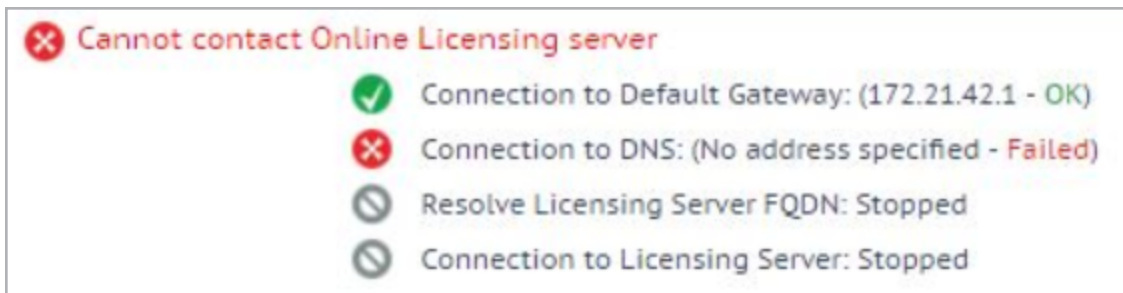 Cannot contact Online Licensing server
Connection to Default Gateway: (172.21.42.1 - OK)
Connection to DNS: (No address specified - Failed)
Resolve Licensing Server FQDN: Stopped
Connection to Licensing Server: Stopped